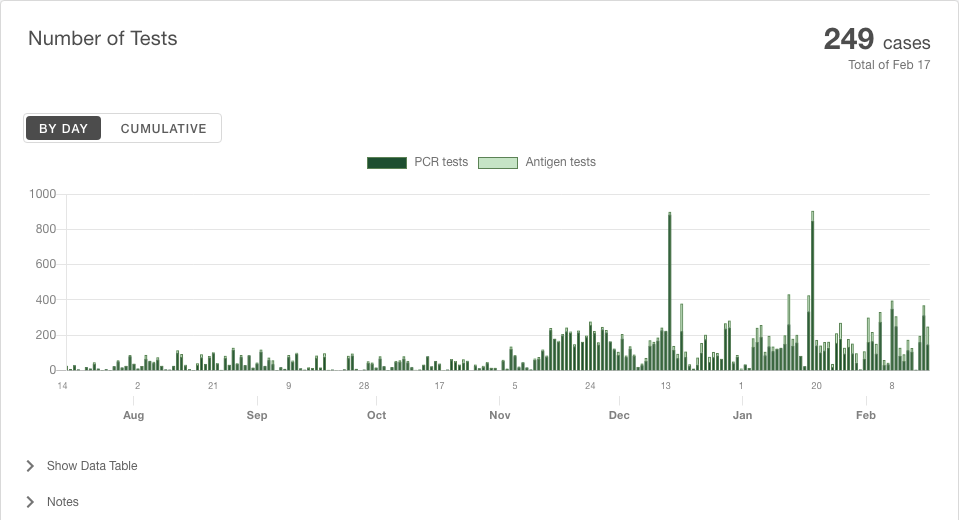 Number of Tests
249 cases
Total of Feb 17
BY DAY CUMULATIVE
PCR tests Antigen tests
1000
800
600
400
200
0
14 2 21 9 28 17 5 24 13 1 20 8
Aug Sep Oct Nov Dec Jan Feb
Show Data Table
Notes